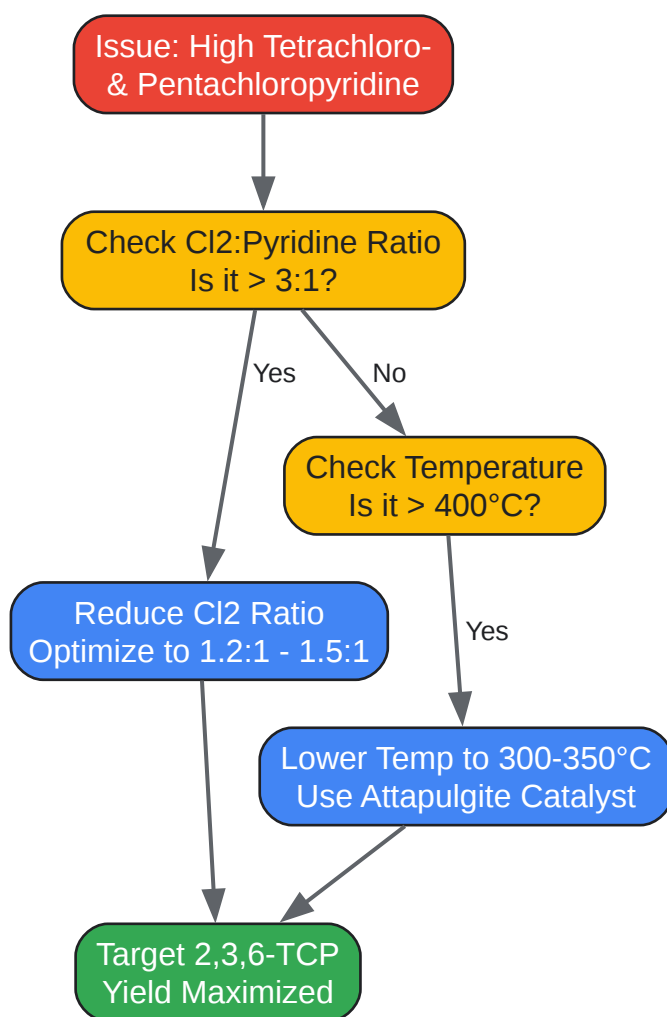 Issue: High Tetrachloro-
& Pentachloropyridine
Check Cl2:Pyridine Ratio
Is it > 3:1?
Yes
No
Check Temperature
Is it > 400°C?
Reduce Cl2 Ratio
Optimize to 1.2:1 - 1.5:1
Yes
Lower Temp to 300-350°C
Use Attapulgite Catalyst
Target 2,3,6-TCP
Yield Maximized